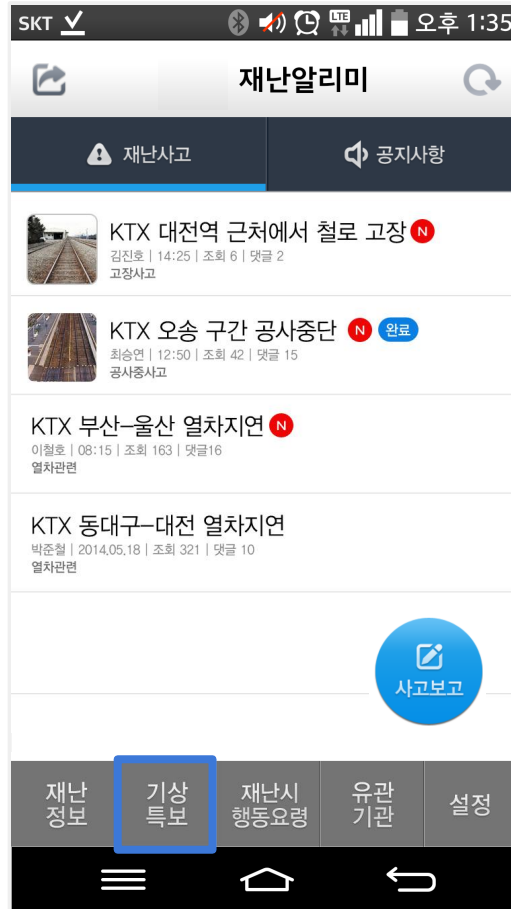 SKT 오후 1:35
재난알리미
재난사고 공지사항
KTX 대전역 근처에서 철로 고장 N
김진호 | 14:25 | 조회 6 | 댓글 2
고장사고
KTX 오송 구간 공사중단 N 완료
최승연 | 12:50 | 조회 42 | 댓글 15
공사중사고
KTX 부산-울산 열차지연 N
이철호 | 08:15 | 조회 163 | 댓글16
열차관련
KTX 동대구-대전 열차지연
박준철 | 2014.05.18 | 조회 321 | 댓글 10
열차관련
사고보고
재난 정보
기상 특보
재난시 행동요령
유관 기관
설정